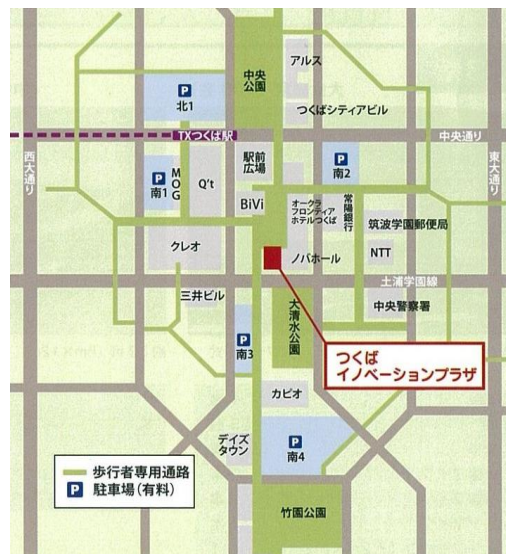 アルス
中央
公園
P
北1
つくばシティアビル
TXつくば駅
中央通り
西大通り
東大通り
駅前
広場
P
南2
P
南1
MOG
Q't
BiVi
オークラ
フロンティア
ホテルつくば
常陽銀行
筑波学園郵便局
クレオ
ノバホール
NTT
土浦学園線
三井ビル
大清水公園
中央警察署
P
南3
つくば
イノベーションプラザ
カピオ
デイズ
タウン
P
南4
歩行者専用通路
P 駐車場(有料)
竹園公園